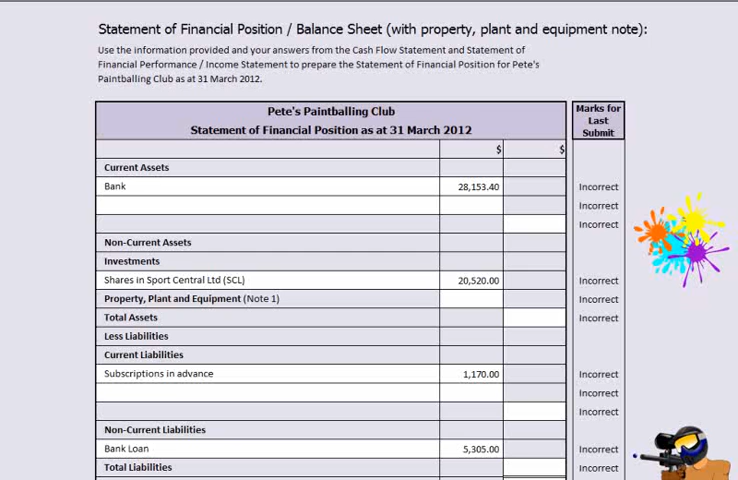 Statement of Financial Position / Balance Sheet (with property, plant and equipment note):
Use the information provided and your answers from the Cash Flow Statement and Statement of
Financial Performance / Income Statement to prepare the Statement of Financial Position for Pete's
Paintballing Club as at 31 March 2012.
Pete's Paintballing Club
Statement of Financial Position as at 31 March 2012
Marks for
Last
Submit
$ $
Current Assets
Bank 28,153.40 Incorrect
Incorrect
Incorrect
Non-Current Assets
Investments
Shares in Sport Central Ltd (SCL) 20,520.00 Incorrect
Property, Plant and Equipment (Note 1) Incorrect
Total Assets Incorrect
Less Liabilities
Current Liabilities
Subscriptions in advance 1,170.00 Incorrect
Incorrect
Incorrect
Non-Current Liabilities
Bank Loan 5,305.00 Incorrect
Total Liabilities Incorrect